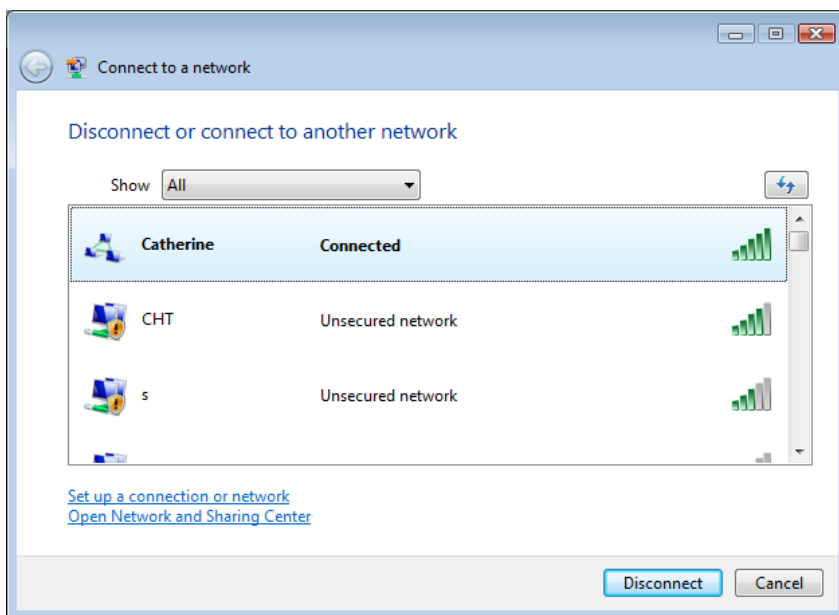 Connect to a network
Disconnect or connect to another network
Show All
Catherine Connected
CHT Unsecured network
s Unsecured network
Set up a connection or network
Open Network and Sharing Center
Disconnect Cancel